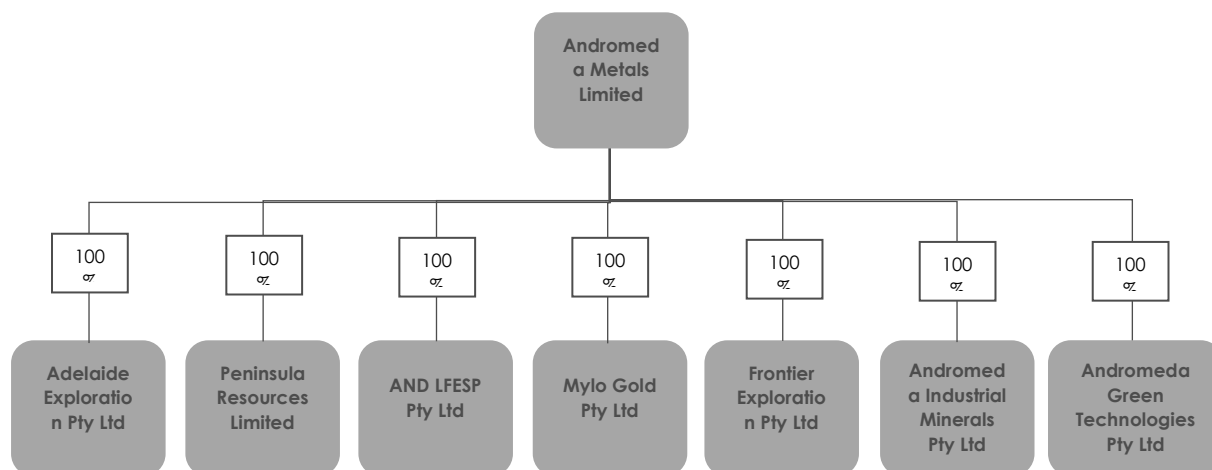 Andromed
a Metals
Limited
100
%
100
%
100
%
100
%
100
%
100
%
100
%
Adelaide
Exploratio
n Pty Ltd
Peninsula
Resources
Limited
AND LFESP
Pty Ltd
Mylo Gold
Pty Ltd
Frontier
Exploratio
n Pty Ltd
Andromed
a Industrial
Minerals
Pty Ltd
Andromeda
Green
Technologies
Pty Ltd